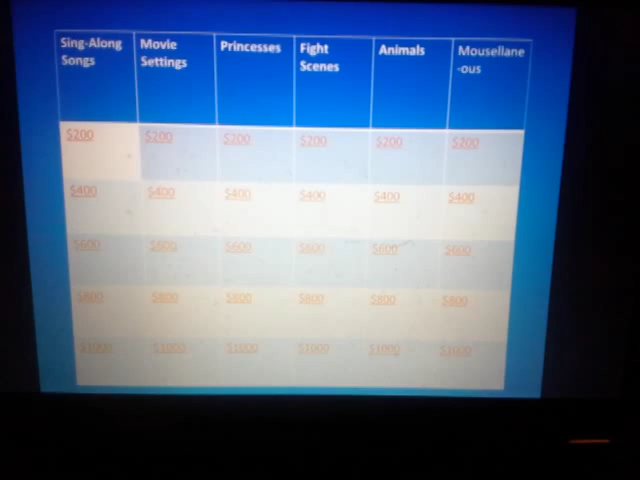 Sing-Along
Songs
Movie
Settings
Princesses
Fight
Scenes
Animals
Mousellane
-ous
$200 $200 $200 $200 $200 $200
$400 $400 $400 $400 $400 $400
$600 $600 $600 $600 $600 $600
$800 $800 $800 $800 $800 $800
$1000 $1000 $1000 $1000 $1000 $1000